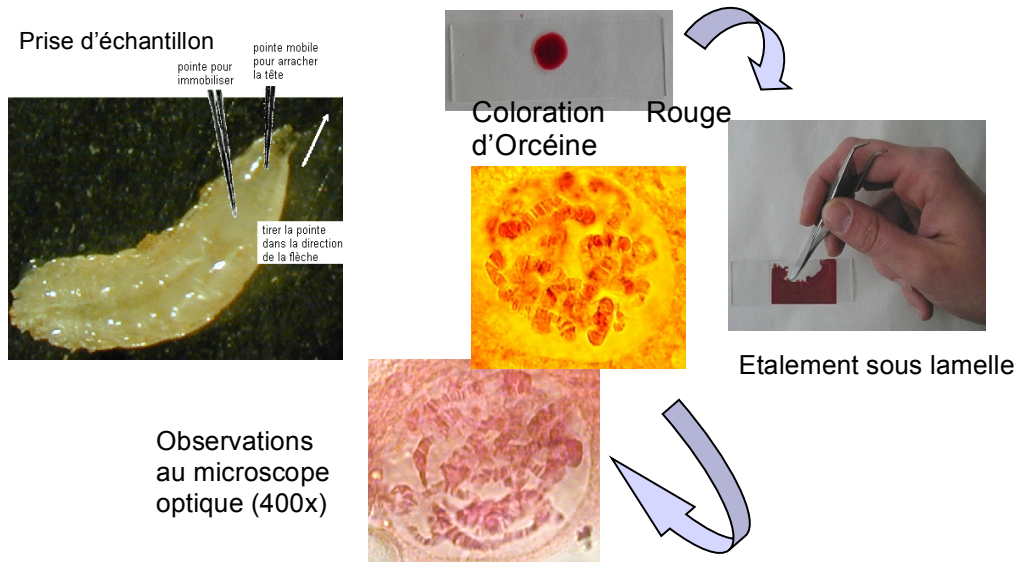 Prise d'échantillon
pointe pour
immobiliser
pointe mobile
pour arracher
la tête
tirer la pointe
dans la direction
de la flèche
Coloration Rouge
d'Orcéine
Etalement sous lamelle
Observations
au microscope
optique (400x)